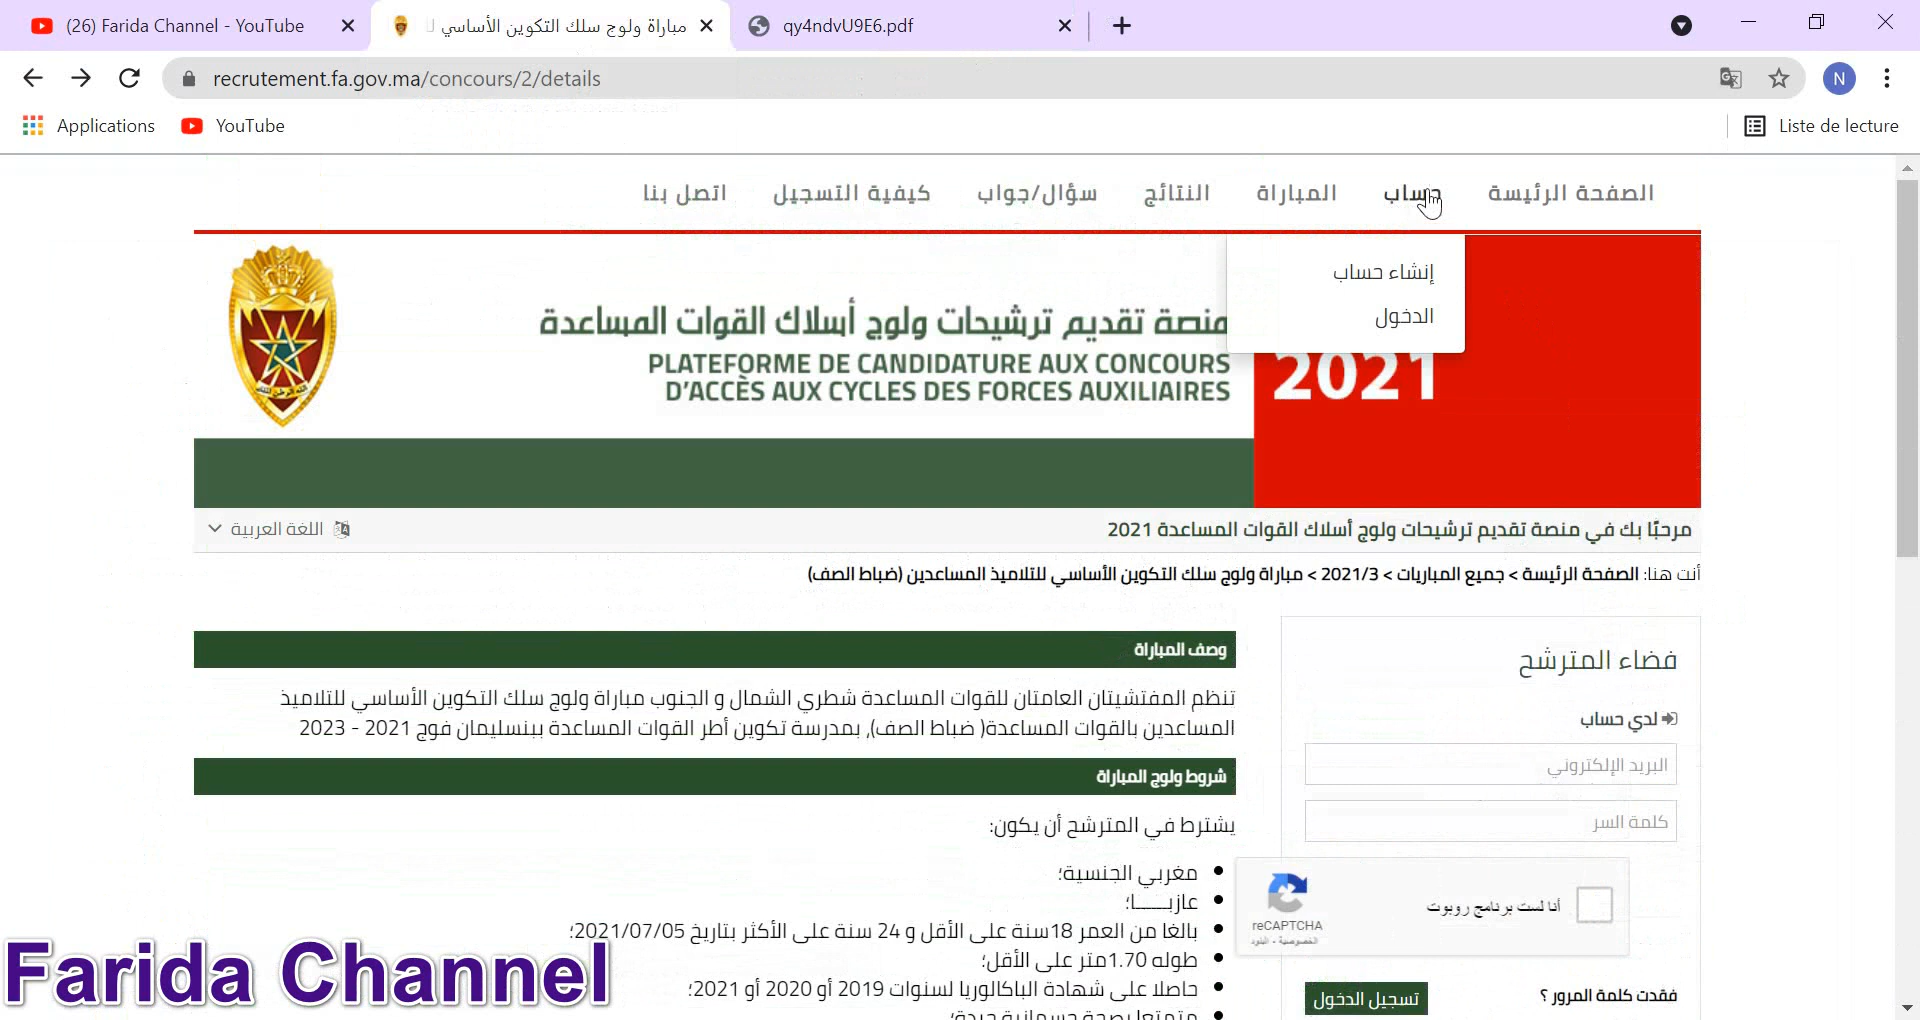 (26) Farida Channel - YouTube
مباراة ولوج سلك التكوين الأساسي ل
qy4ndvU9E6.pdf
recrutement.fa.gov.ma/concours/2/details
N
Applications
YouTube
Liste de lecture
الصفحة الرئيسة حساب المباراة النتائج سؤال/جواب كيفية التسجيل اتصل بنا
إنشاء حساب
الدخول
منصة تقديم ترشيحات ولوج أسلاك القوات المساعدة
PLATEFORME DE CANDIDATURE AUX CONCOURS
D'ACCÈS AUX CYCLES DES FORCES AUXILIAIRES
2021
مرحبًا بك في منصة تقديم ترشيحات ولوج أسلاك القوات المساعدة 2021
اللغة العربية
أنت هنا: الصفحة الرئيسة > جميع المباريات > 2021/3 > مباراة ولوج سلك التكوين الأساسي للتلاميذ المساعدين (ضباط الصف)
فضاء المترشح
لدي حساب
البريد الإلكتروني
كلمة السر
أنا لست برنامج روبوت
reCAPTCHA
الخصوصية - البنود
فقدت كلمة المرور ؟
تسجيل الدخول
وصف المباراة
تنظم المفتشيتان العامتان للقوات المساعدة شطري الشمال و الجنوب مباراة ولوج سلك التكوين الأساسي للتلاميذ
المساعدين بالقوات المساعدة( ضباط الصف)، بمدرسة تكوين أطر القوات المساعدة ببنسليمان فوج 2021 - 2023
شروط ولوج المباراة
يشترط في المترشح أن يكون:
مغربي الجنسية؛
عازبـــــا؛
بالغا من العمر 18سنة على الأقل و 24 سنة على الأكثر بتاريخ 2021/07/05؛
طوله 1.70متر على الأقل؛
حاصلا على شهادة الباكالوريا لسنوات 2019 أو 2020 أو 2021؛
متمتعا بصحة جسمانية جيدة؛
Farida Channel